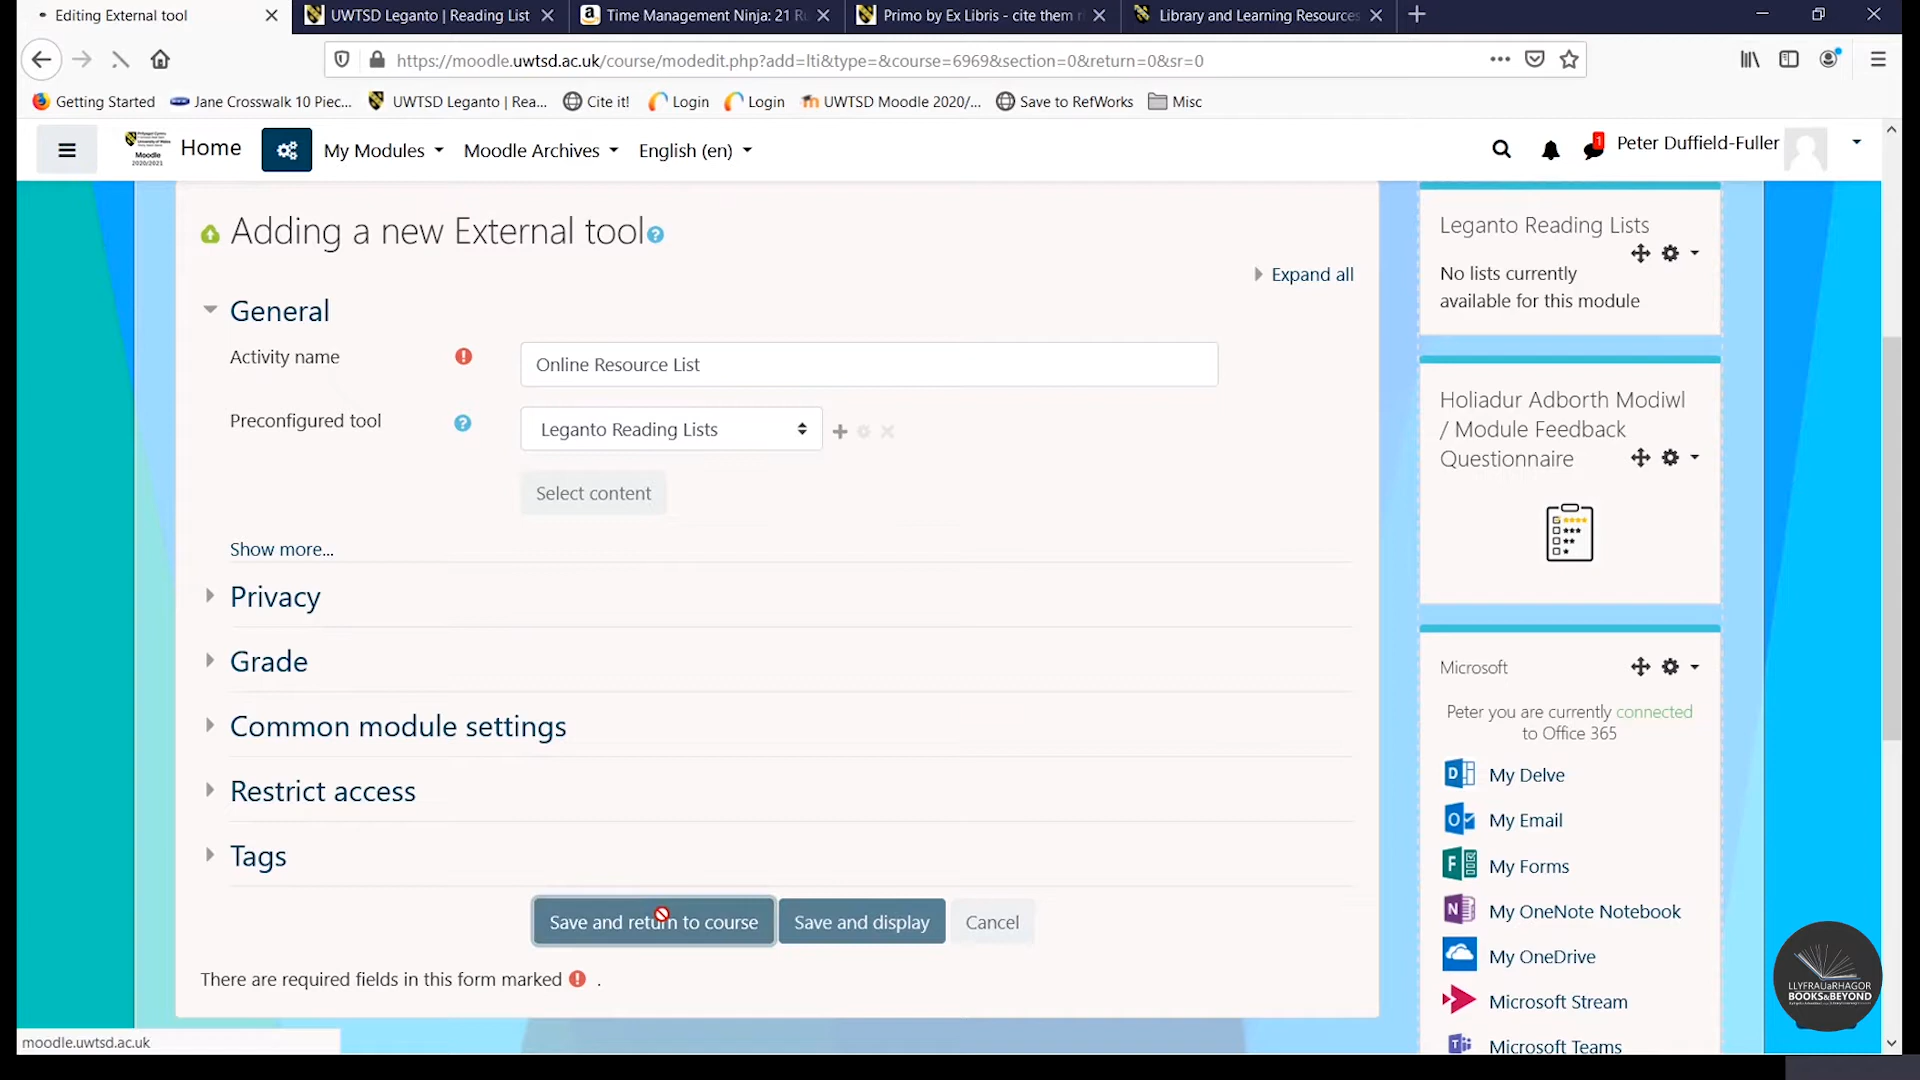 Editing External tool
UWTSD Leganto | Reading List
Time Management Ninja: 21 Ru
Primo by Ex Libris - cite them ri
Library and Learning Resources
https://moodle.uwtsd.ac.uk/course/modedit.php?add=lti&type=&course=6969&section=0&return=0&sr=0
Getting Started
Jane Crosswalk 10 Piec...
UWTSD Leganto | Rea...
Cite it!
Login
Login
UWTSD Moodle 2020/...
Save to RefWorks
Misc
Moodle
2020/2021
Home
My Modules
Moodle Archives
English (en)
1
Peter Duffield-Fuller
Adding a new External tool
Expand all
General
Activity name
Online Resource List
Preconfigured tool
Leganto Reading Lists
Select content
Show more...
Privacy
Grade
Common module settings
Restrict access
Tags
Save and return to course
Save and display
Cancel
There are required fields in this form marked .
Leganto Reading Lists
No lists currently
available for this module
Holiadur Adborth Modiwl
/ Module Feedback
Questionnaire
Microsoft
Peter you are currently connected
to Office 365
My Delve
My Email
My Forms
My OneNote Notebook
My OneDrive
Microsoft Stream
Microsoft Teams
LLYFRAUaRHAGOR
BOOKS&BEYOND
moodle.uwtsd.ac.uk